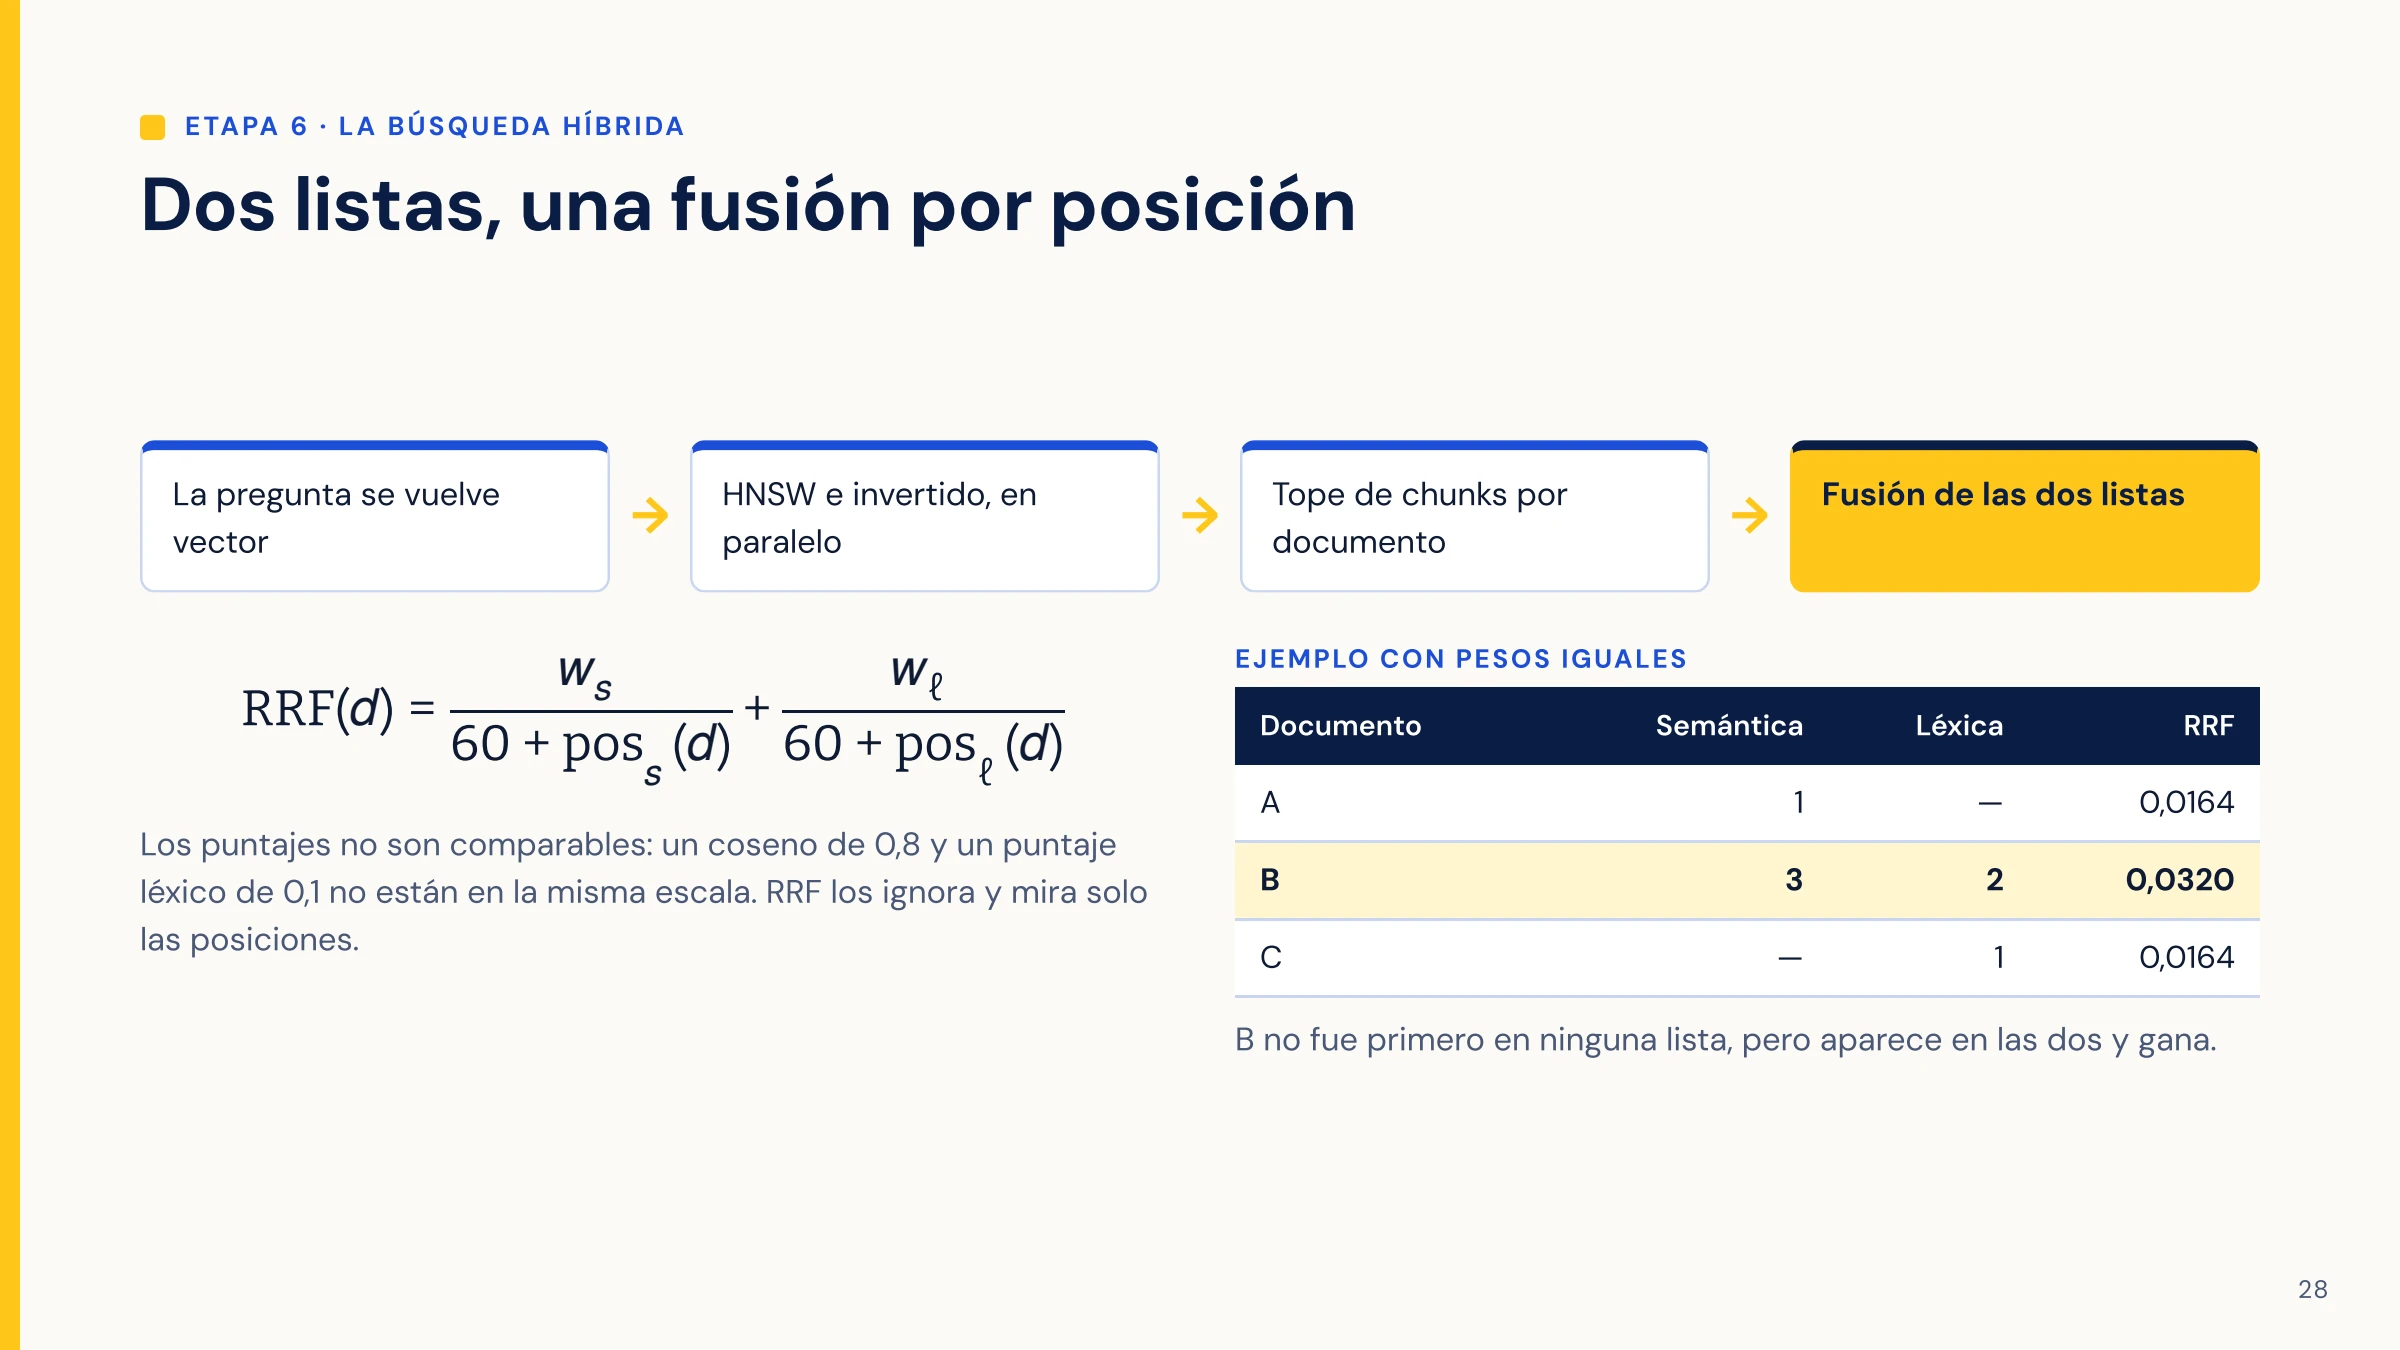 ETAPA 6 · LA BÚSQUEDA HÍBRIDA
Dos listas, una fusión por posición
La pregunta se vuelve
vector
→
HNSW e invertido, en
paralelo
→
Tope de chunks por
documento
→
Fusión de las dos listas
RRF(d) = w_s / (60 + pos_s(d)) + w_ℓ / (60 + pos_ℓ(d))
Los puntajes no son comparables: un coseno de 0,8 y un puntaje
léxico de 0,1 no están en la misma escala. RRF los ignora y mira solo
las posiciones.
EJEMPLO CON PESOS IGUALES
Documento Semántica Léxica RRF
A 1 — 0,0164
B 3 2 0,0320
C — 1 0,0164
B no fue primero en ninguna lista, pero aparece en las dos y gana.
28